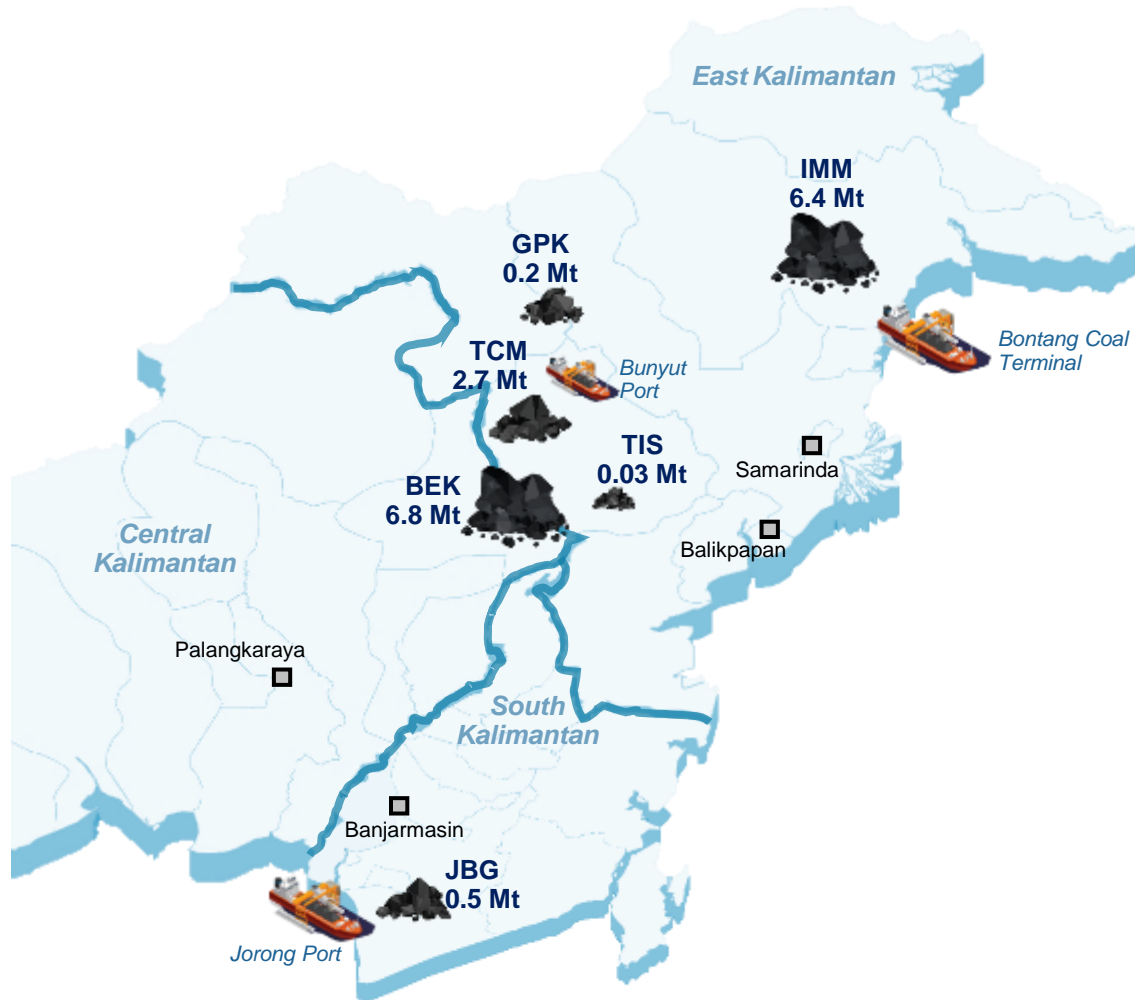 East Kalimantan
IMM
6.4 Mt
GPK
0.2 Mt
Bontang Coal
Terminal
TCM
2.7 Mt
Bunyut
Port
TIS
0.03 Mt
Samarinda
BEK
6.8 Mt
Central
Kalimantan
Balikpapan
Palangkaraya
South
Kalimantan
Banjarmasin
JBG
0.5 Mt
Jorong Port